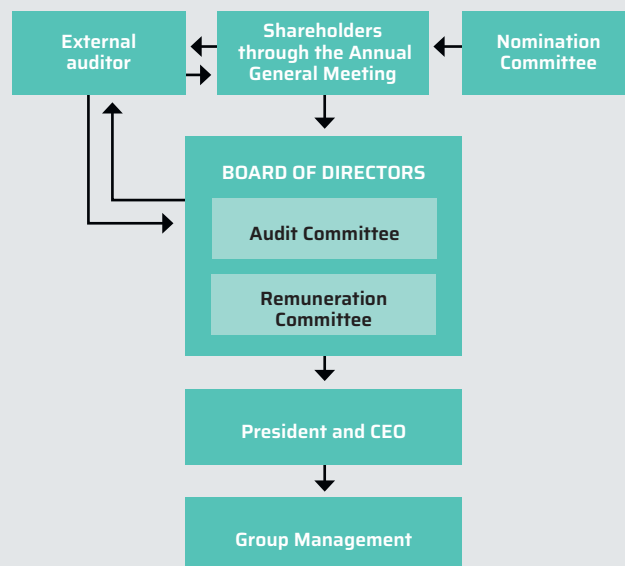 External
auditor
Shareholders
through the Annual
General Meeting
Nomination
Committee
BOARD OF DIRECTORS
Audit Committee
Remuneration
Committee
President and CEO
Group Management